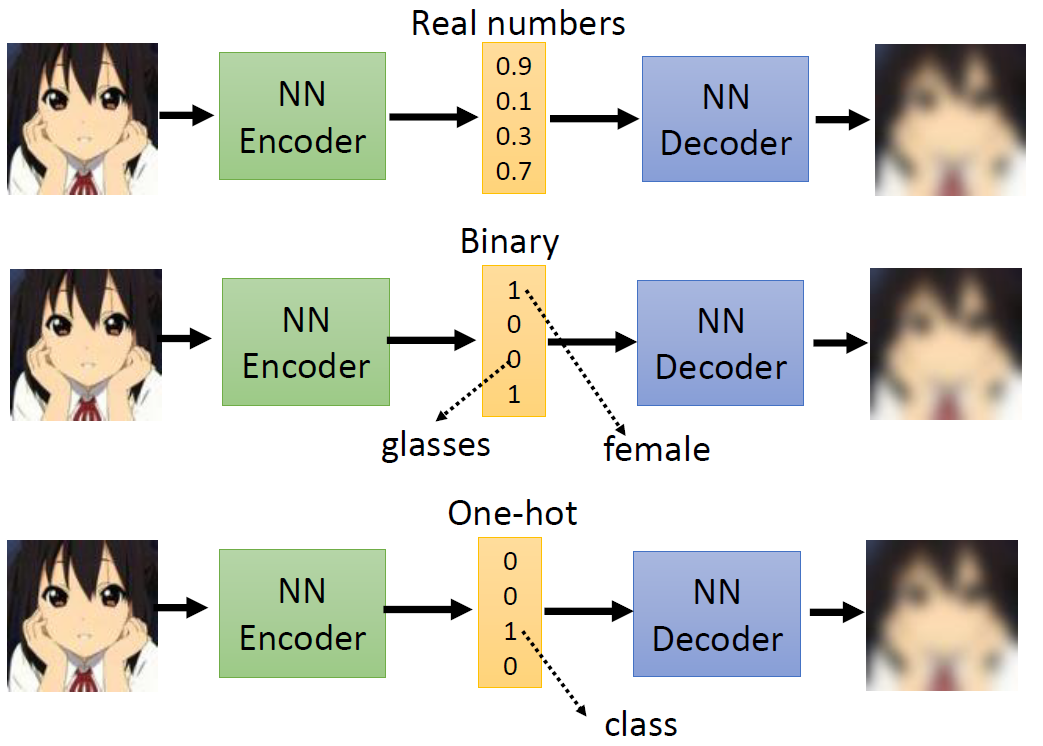 Real numbers
NN
Encoder
0.9
0.1
0.3
0.7
NN
Decoder
Binary
NN
Encoder
1
0
0
1
NN
Decoder
glasses
female
One-hot
NN
Encoder
0
0
1
0
NN
Decoder
class